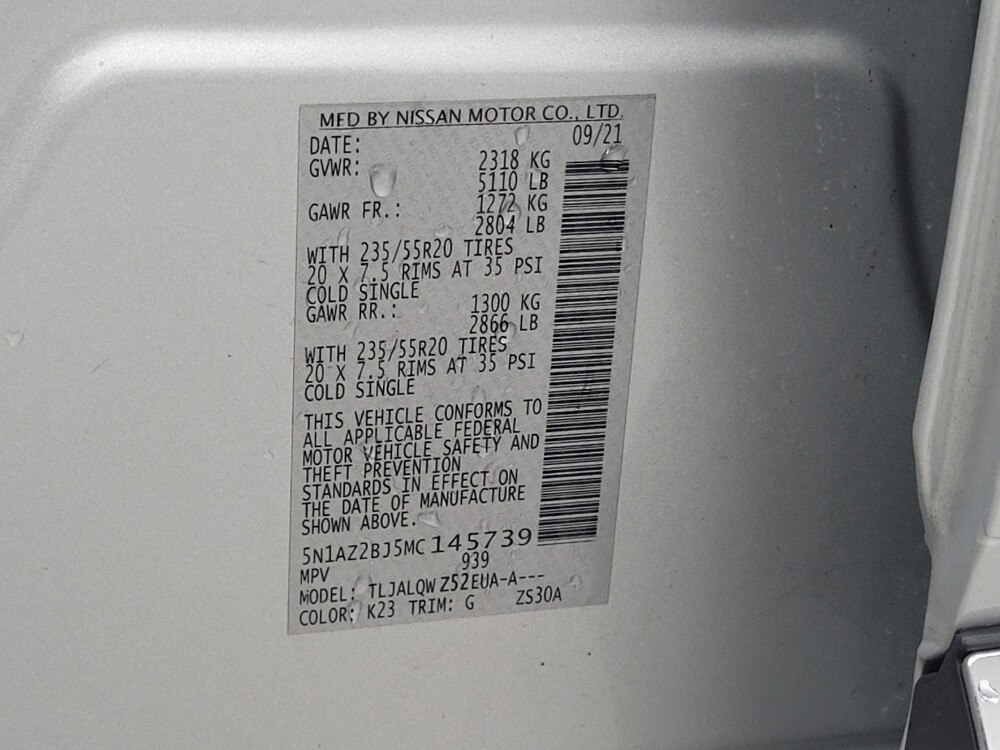 MFD BY NISSAN MOTOR CO., LTD.
DATE: 09/21
GVWR: 2318 KG
5110 LB
GAWR FR.: 1272 KG
2804 LB
WITH 235/55R20 TIRES
20 X 7.5 RIMS AT 35 PSI
COLD SINGLE
GAWR RR.: 1300 KG
2866 LB
WITH 235/55R20 TIRES
20 X 7.5 RIMS AT 35 PSI
COLD SINGLE
THIS VEHICLE CONFORMS TO
ALL APPLICABLE FEDERAL
MOTOR VEHICLE SAFETY AND
THEFT PREVENTION
STANDARDS IN EFFECT ON
THE DATE OF MANUFACTURE
SHOWN ABOVE.
5N1AZ2BJ5MC145739
MPV 939
MODEL: TLJALQW Z52EUA-A---
COLOR: K23 TRIM: G ZS30A